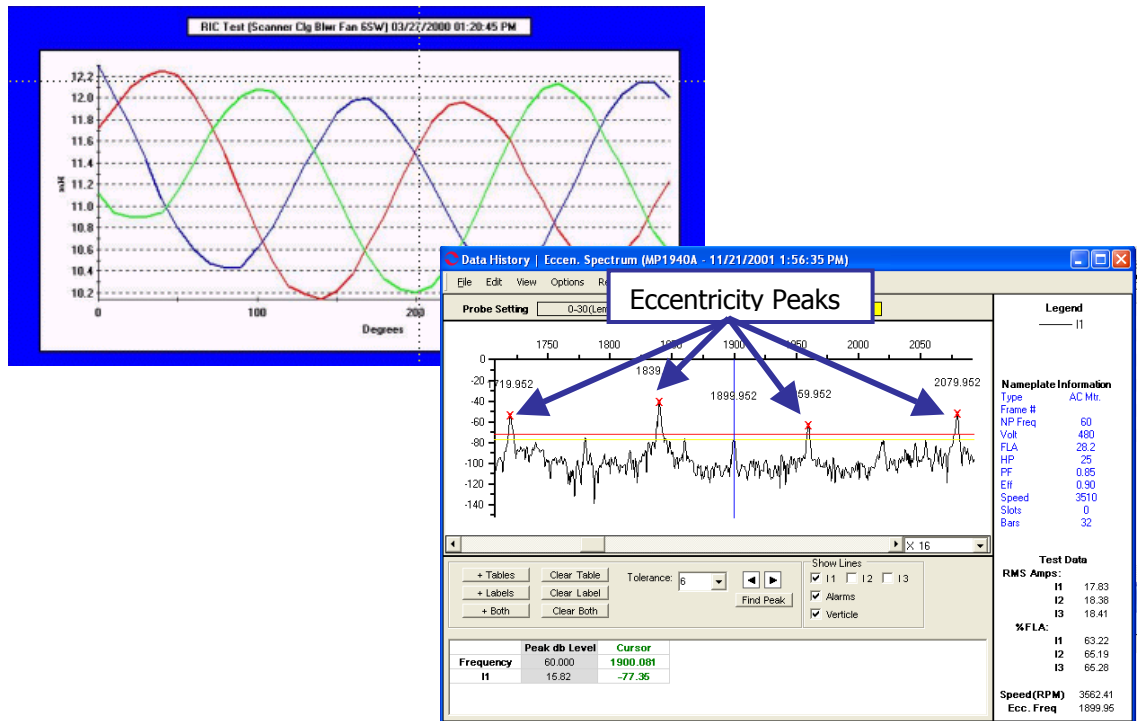 RIC Test (Scanner Clg Blwr Fan 6SW) 03/27/2000 01:20:45 PM
12.2
12.0
11.8
11.6
11.4
mH
11.2
11.0
10.8
10.6
10.4
10.2
0 100 200
Degrees
Data History | Eccen. Spectrum (MP1940A - 11/21/2001 1:56:35 PM)
File Edit View Options
Eccentricity Peaks
Probe Setting
Legend
I1
1750 1800 2000 2050
0
-20
-40
-60
-80
-100
-120
-140
1839
1899.952
2079.952
Nameplate Information
Type AC Mtr.
Frame #
NP Freq 60
Volt 480
FLA 28.2
HP 25
PF 0.85
Eff 0.90
Speed 3510
Slots 0
Bars 32
X 16
+ Tables Clear Table Tolerance: 6
+ Labels Clear Label
+ Both Clear Both
Find Peak
Show Lines
I1 I2 I3
Alarms
Verticle
Test Data
RMS Amps:
I1 17.83
I2 18.38
I3 18.41
%FLA:
I1 63.22
I2 65.19
I3 65.28
Peak db Level Cursor
Frequency 60.000 1900.081
I1 15.82 -77.35
Speed(RPM) 3562.41
Ecc. Freq 1899.95